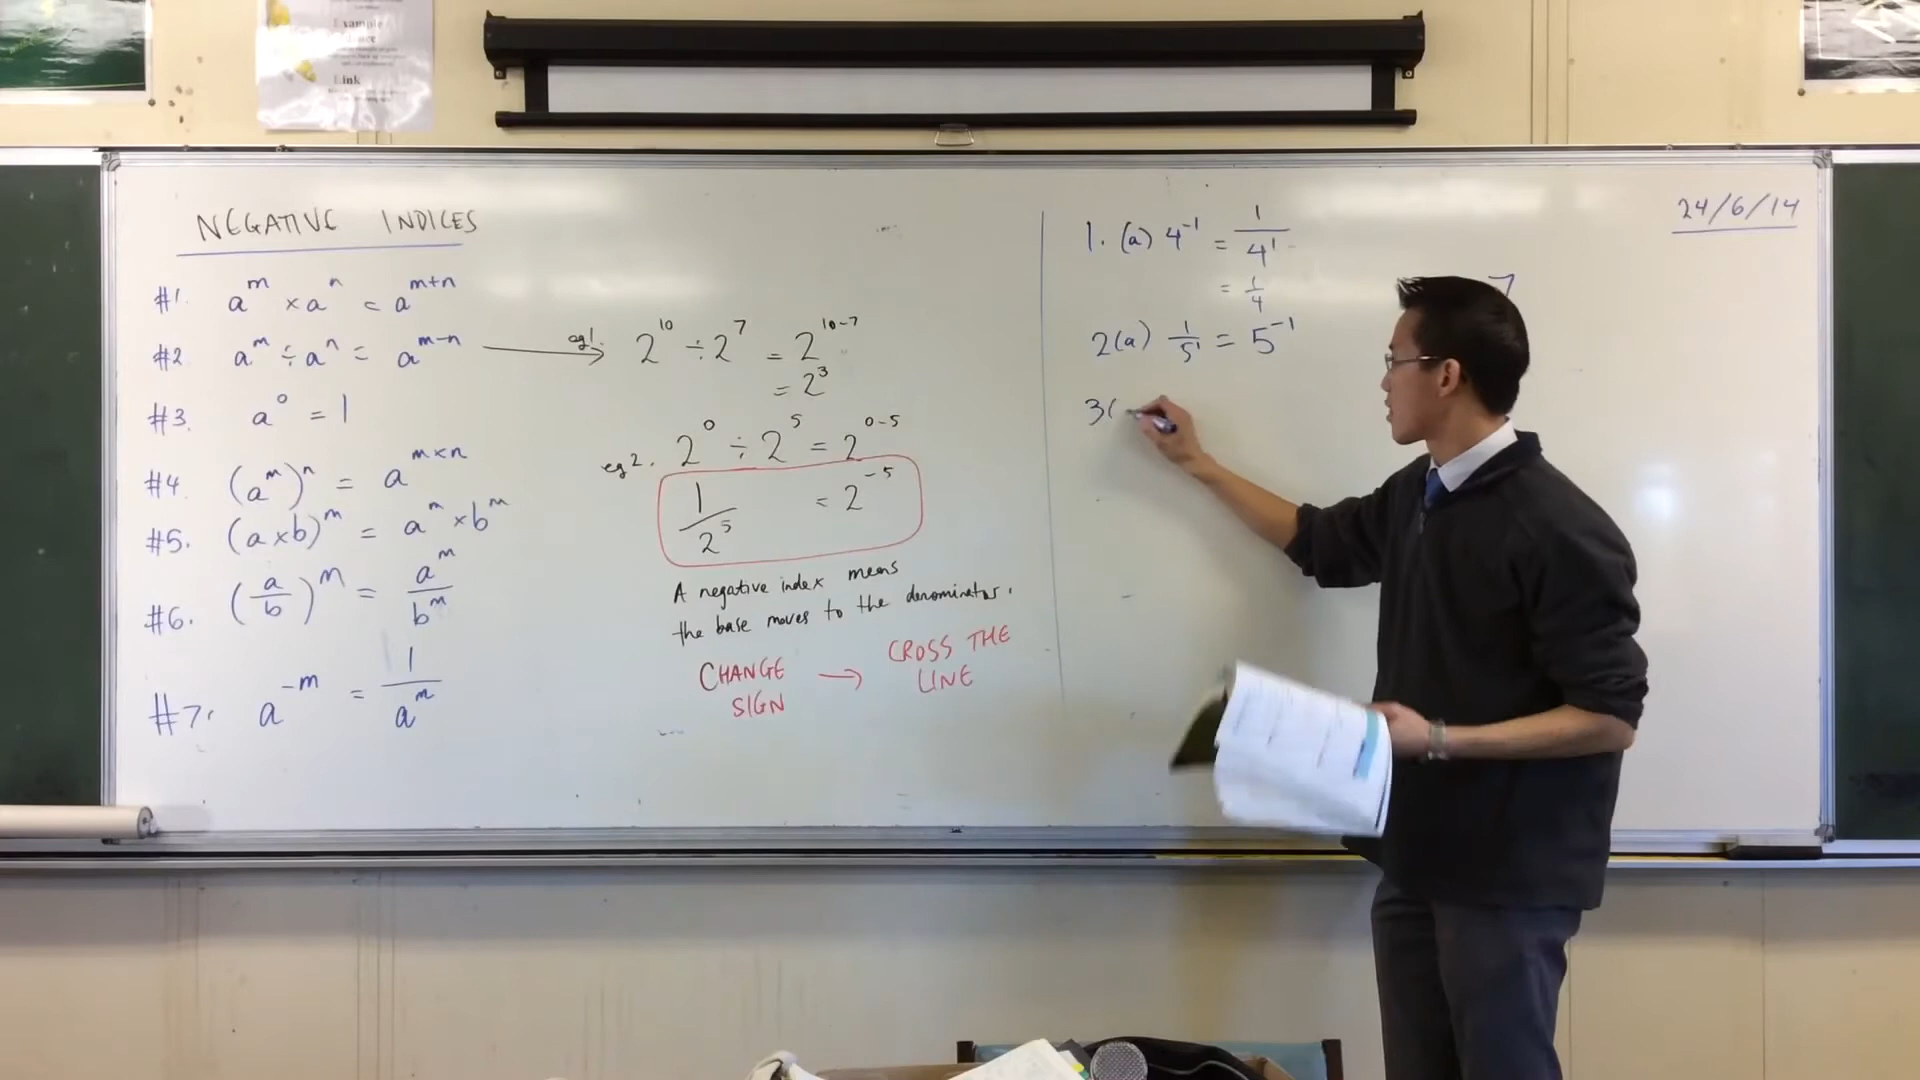 NEGATIVE INDICES
#1. a^m × a^n = a^(m+n)
#2. a^m ÷ a^n = a^(m-n)
#3. a^0 = 1
#4. (a^m)^n = a^(m×n)
#5. (a×b)^m = a^m × b^m
#6. (a/b)^m = a^m/b^m
#7. a^-m = 1/a^m
eg1. 2^10 ÷ 2^7 = 2^(10-7)
= 2^3
eg2. 2^0 ÷ 2^5 = 2^(0-5)
1/2^5 = 2^-5
A negative index means
the base moves to the denominator.
CHANGE SIGN → CROSS THE LINE
24/6/14
1. (a) 4^-1 = 1/4^1
= 1/4
2(a) 1/5^1 = 5^-1
3(
7
Link